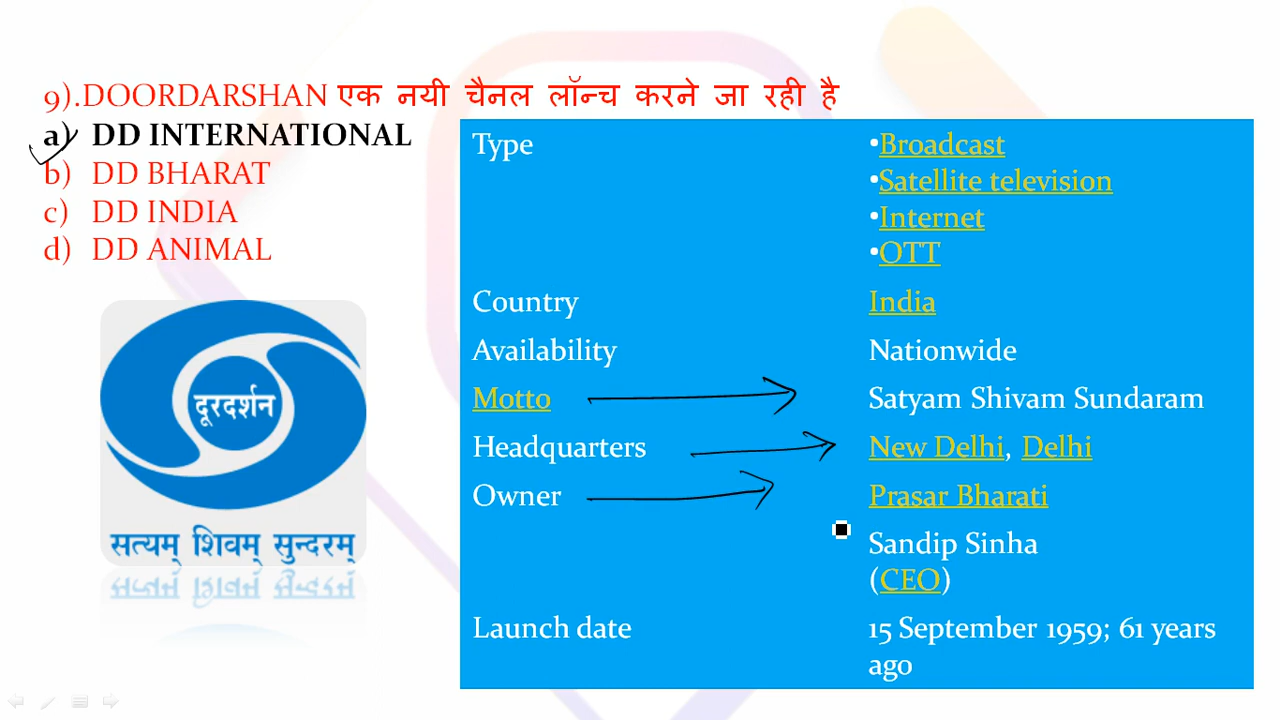 9).DOORDARSHAN एक नयी चैनल लॉन्च करने जा रही है
a) DD INTERNATIONAL
b) DD BHARAT
c) DD INDIA
d) DD ANIMAL
दूरदर्शन
सत्यम् शिवम् सुन्दरम्
Type •Broadcast
•Satellite television
•Internet
•OTT
Country India
Availability Nationwide
Motto Satyam Shivam Sundaram
Headquarters New Delhi, Delhi
Owner Prasar Bharati
Sandip Sinha
(CEO)
Launch date 15 September 1959; 61 years
ago